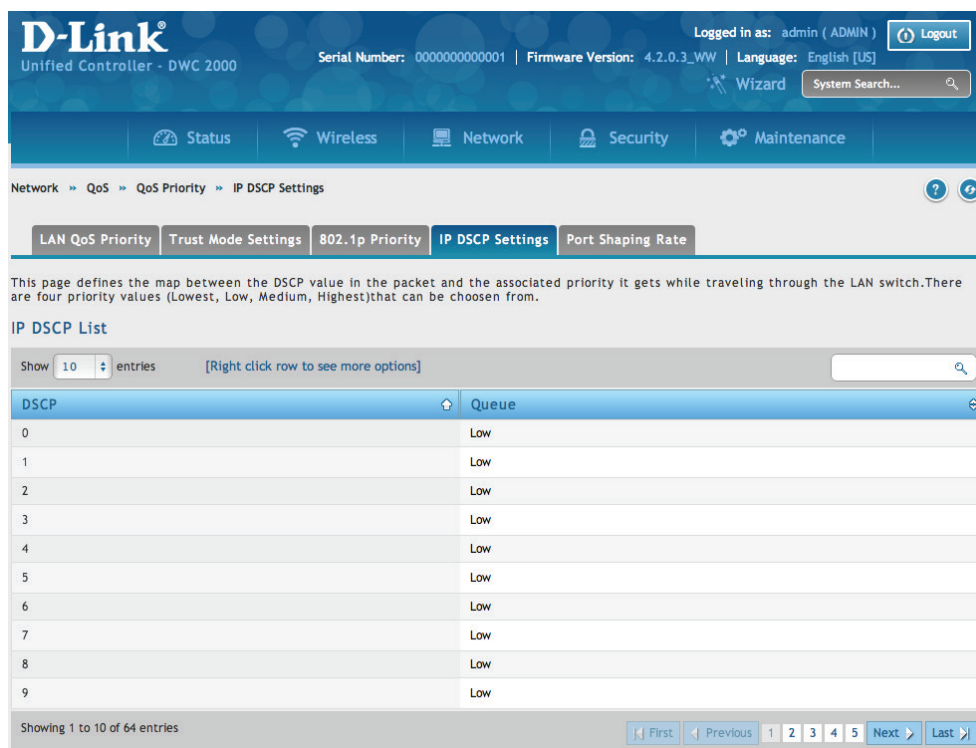 D-Link®
Unified Controller - DWC 2000
Logged in as: admin ( ADMIN ) Logout
Serial Number: 0000000000001 | Firmware Version: 4.2.0.3_WW | Language: English [US]
Wizard System Search...
Status Wireless Network Security Maintenance
Network » QoS » QoS Priority » IP DSCP Settings ?
LAN QoS Priority Trust Mode Settings 802.1p Priority IP DSCP Settings Port Shaping Rate
This page defines the map between the DSCP value in the packet and the associated priority it gets while traveling through the LAN switch.There
are four priority values (Lowest, Low, Medium, Highest)that can be choosen from.
IP DSCP List
Show 10 entries [Right click row to see more options]
DSCP Queue
0 Low
1 Low
2 Low
3 Low
4 Low
5 Low
6 Low
7 Low
8 Low
9 Low
Showing 1 to 10 of 64 entries First Previous 1 2 3 4 5 Next Last